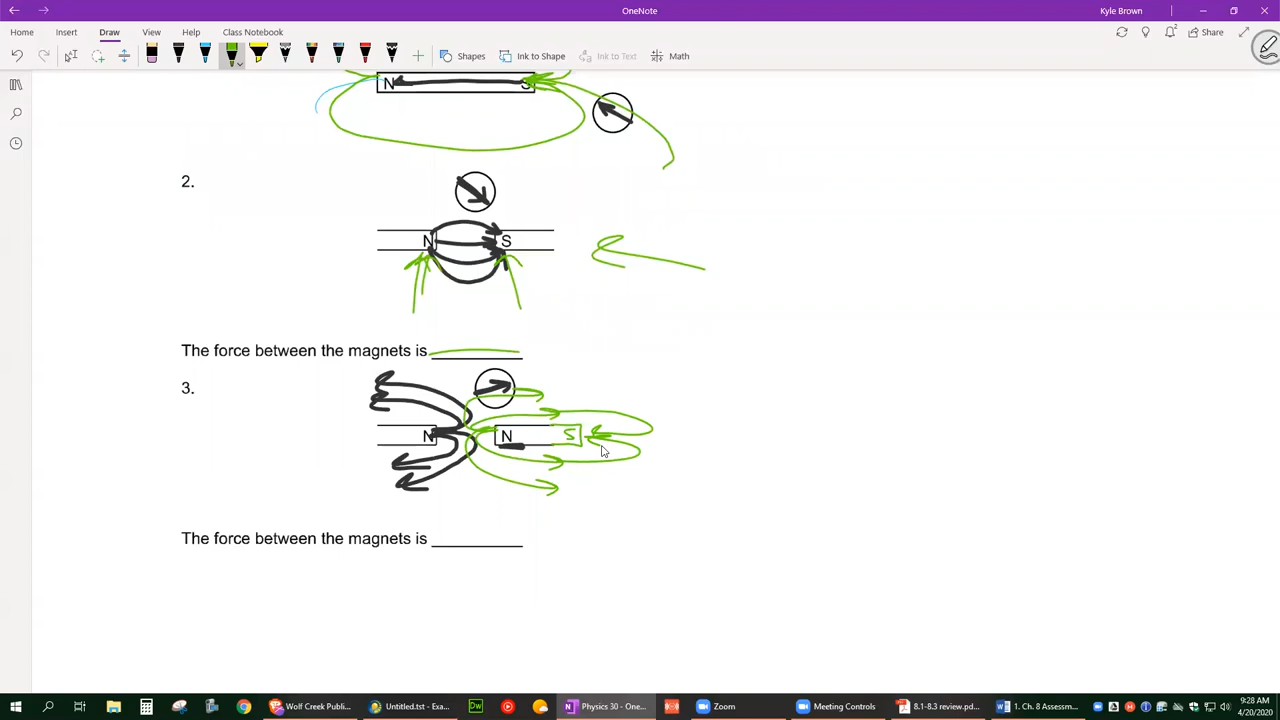 OneNote
Kyle Brown
Home Insert Draw View Help Class Notebook
Share
Shapes Ink to Shape Ink to Text Math
N S
2.
N S
The force between the magnets is
3.
N N S
The force between the magnets is
Wolf Creek Publi... Untitled.tst - Exa... Dw Physics 30 - One... Zoom Meeting Controls 8.1-8.3 review.pd... 1. Ch. 8 Assessm...
9:28 AM
4/20/2020